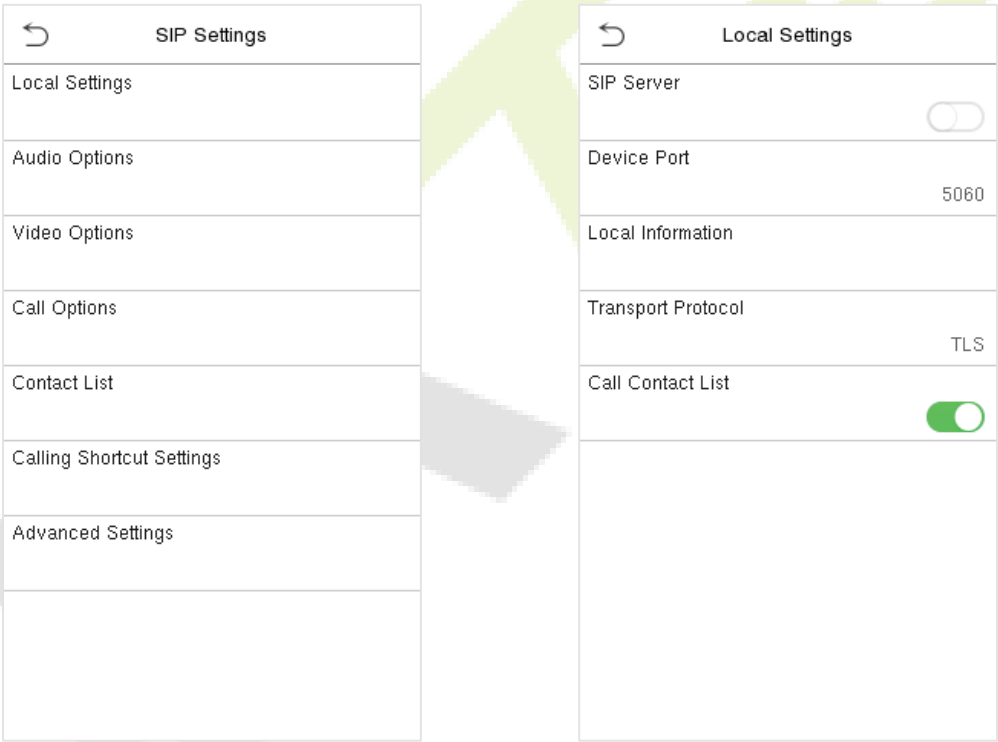 SIP Settings
Local Settings
Audio Options
Video Options
Call Options
Contact List
Calling Shortcut Settings
Advanced Settings
Local Settings
SIP Server
Device Port
5060
Local Information
Transport Protocol
TLS
Call Contact List